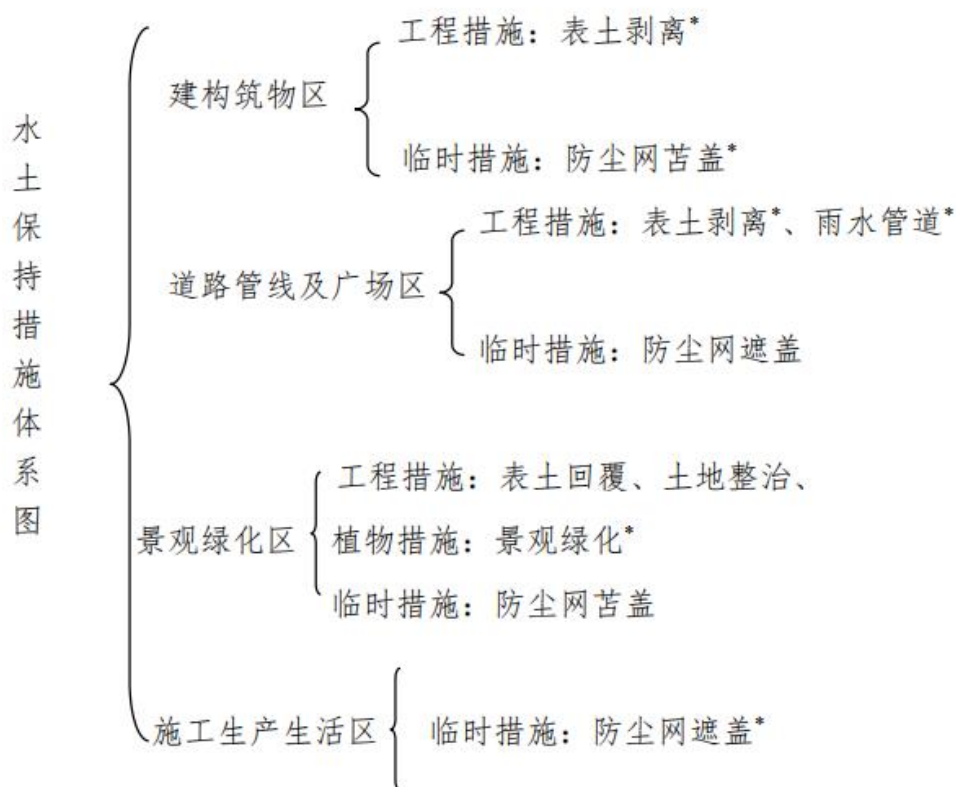 水土保持措施体系图
建构筑物区
工程措施：表土剥离*
临时措施：防尘网苫盖*
道路管线及广场区
工程措施：表土剥离*、雨水管道*
临时措施：防尘网遮盖
景观绿化区
工程措施：表土回覆、土地整治、
植物措施：景观绿化*
临时措施：防尘网苫盖
施工生产生活区
临时措施：防尘网遮盖*